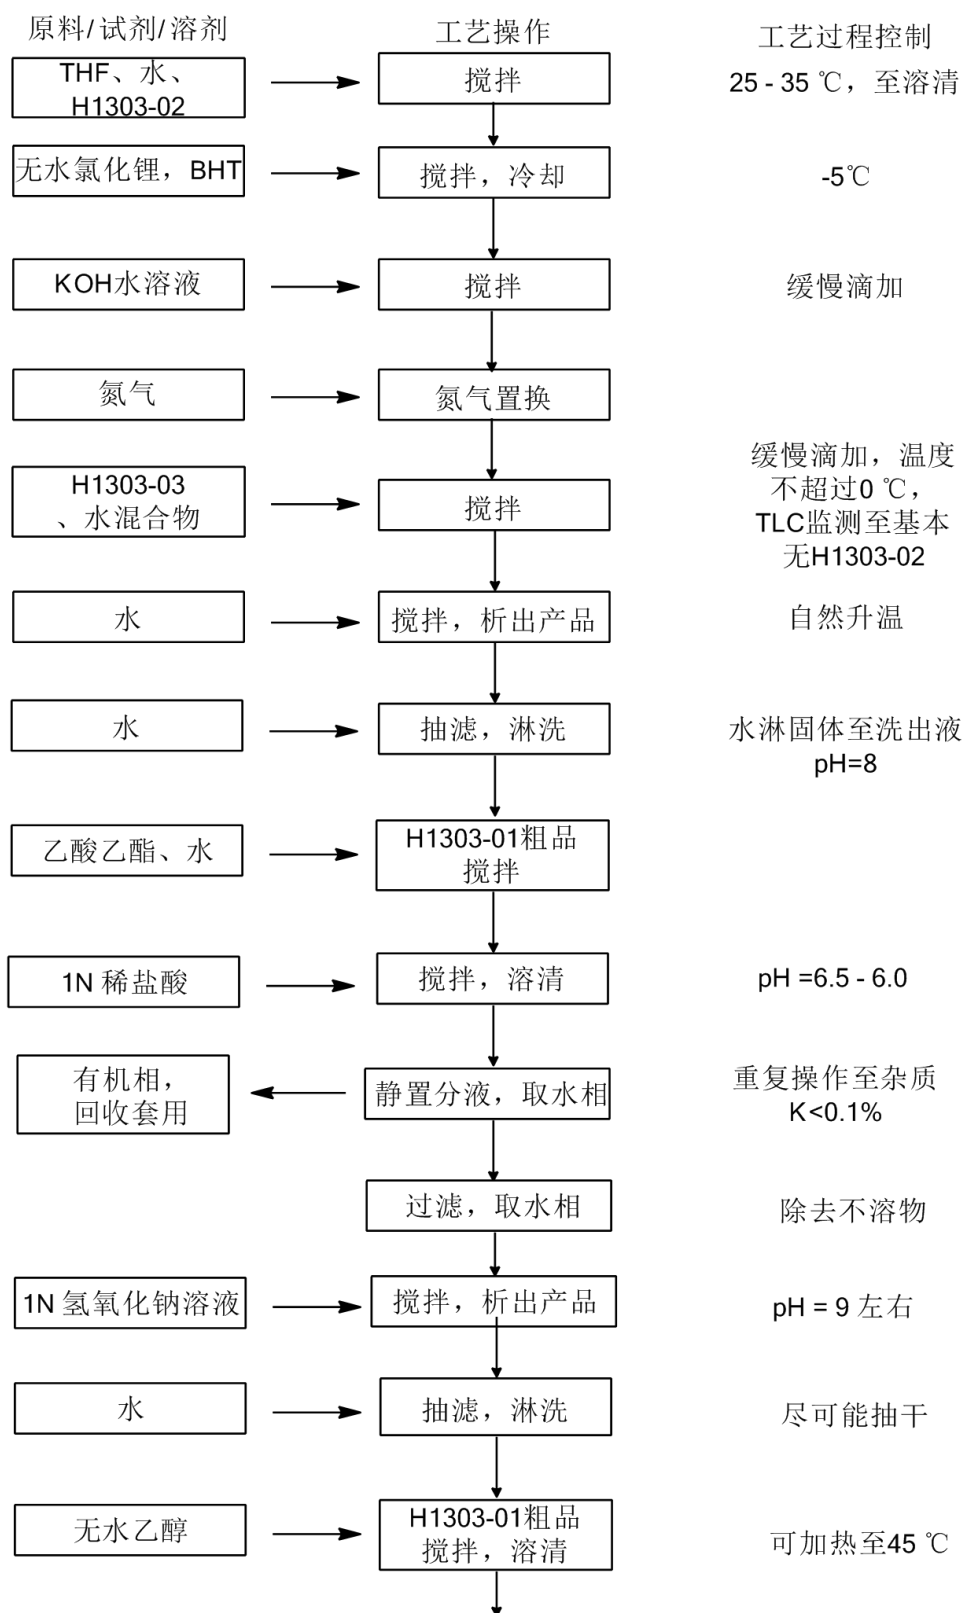 原料/试剂/溶剂
工艺操作
工艺过程控制
THF、水、
H1303-02
搅拌
25 - 35 ℃，至溶清
无水氯化锂，BHT
搅拌，冷却
-5℃
KOH水溶液
搅拌
缓慢滴加
氮气
氮气置换
H1303-03
、水混合物
搅拌
缓慢滴加，温度
不超过0 ℃，
TLC监测至基本
无H1303-02
水
搅拌，析出产品
自然升温
水
抽滤，淋洗
水淋固体至洗出液
pH=8
乙酸乙酯、水
H1303-01粗品
搅拌
1N 稀盐酸
搅拌，溶清
pH =6.5 - 6.0
有机相，
回收套用
静置分液，取水相
重复操作至杂质
K<0.1%
过滤，取水相
除去不溶物
1N 氢氧化钠溶液
搅拌，析出产品
pH = 9 左右
水
抽滤，淋洗
尽可能抽干
无水乙醇
H1303-01粗品
搅拌，溶清
可加热至45 ℃